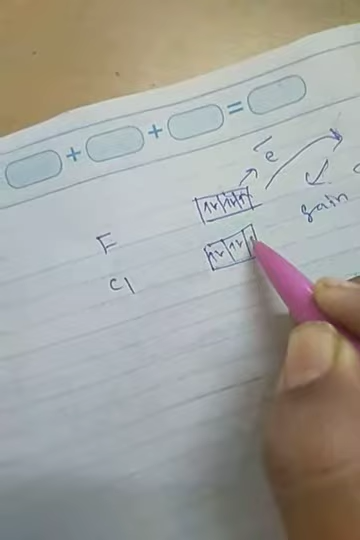 + + + =
e
gain
F
Cl